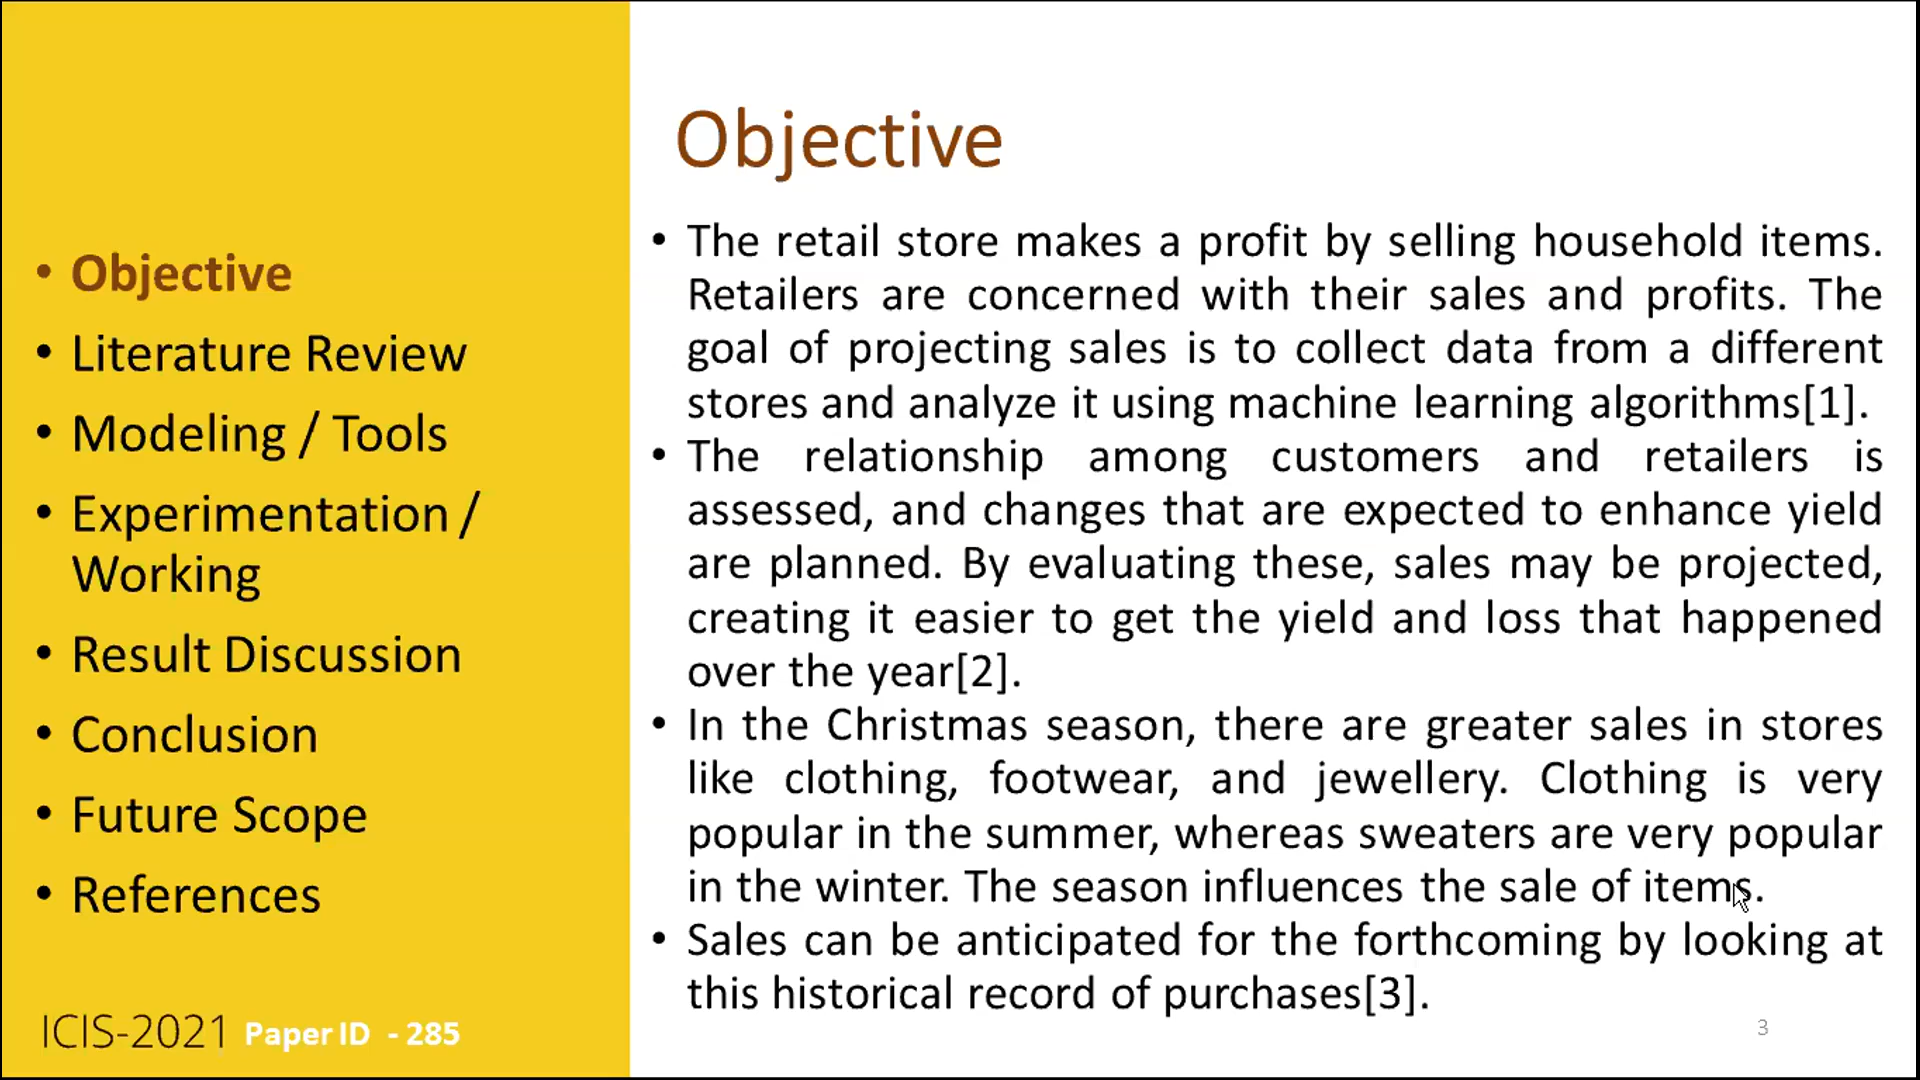 • Objective
• Literature Review
• Modeling / Tools
• Experimentation /
Working
• Result Discussion
• Conclusion
• Future Scope
• References
ICIS-2021 Paper ID - 285
Objective
• The retail store makes a profit by selling household items.
Retailers are concerned with their sales and profits. The
goal of projecting sales is to collect data from a different
stores and analyze it using machine learning algorithms[1].
• The relationship among customers and retailers is
assessed, and changes that are expected to enhance yield
are planned. By evaluating these, sales may be projected,
creating it easier to get the yield and loss that happened
over the year[2].
• In the Christmas season, there are greater sales in stores
like clothing, footwear, and jewellery. Clothing is very
popular in the summer, whereas sweaters are very popular
in the winter. The season influences the sale of items.
• Sales can be anticipated for the forthcoming by looking at
this historical record of purchases[3].
3